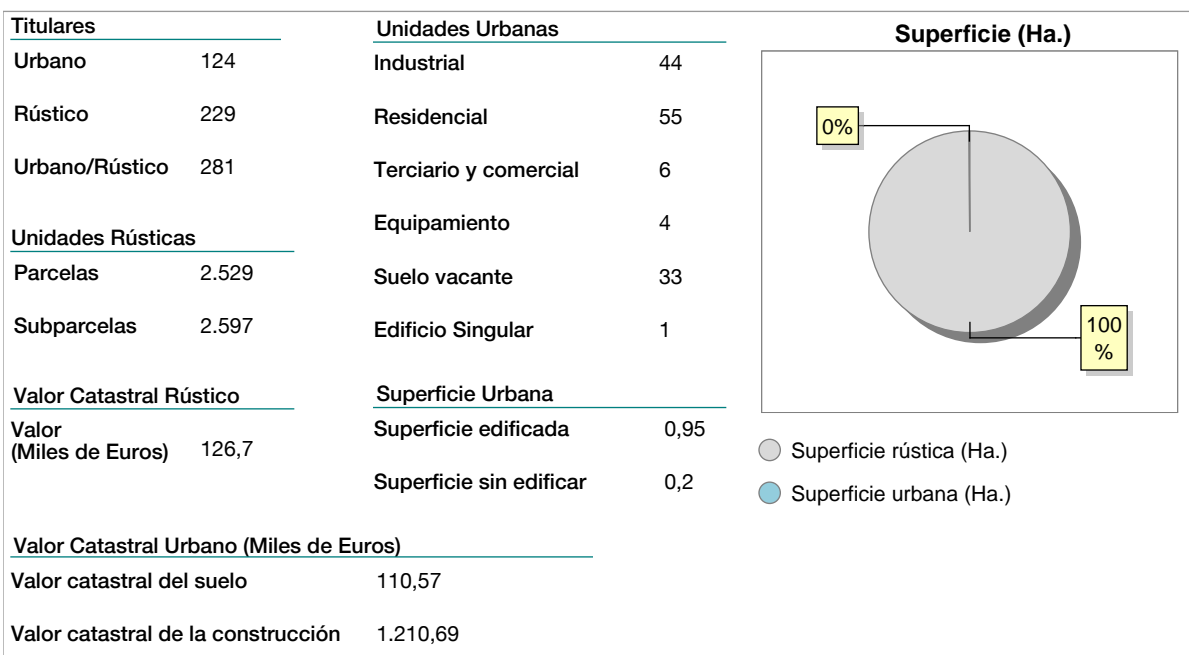 Titulares
Urbano 124
Rústico 229
Urbano/Rústico 281
Unidades Rústicas
Parcelas 2.529
Subparcelas 2.597
Valor Catastral Rústico
Valor
(Miles de Euros) 126,7
Unidades Urbanas
Industrial 44
Residencial 55
Terciario y comercial 6
Equipamiento 4
Suelo vacante 33
Edificio Singular 1
Superficie Urbana
Superficie edificada 0,95
Superficie sin edificar 0,2
Valor Catastral Urbano (Miles de Euros)
Valor catastral del suelo 110,57
Valor catastral de la construcción 1.210,69
Superficie (Ha.)
0%
100
%
Superficie rústica (Ha.)
Superficie urbana (Ha.)